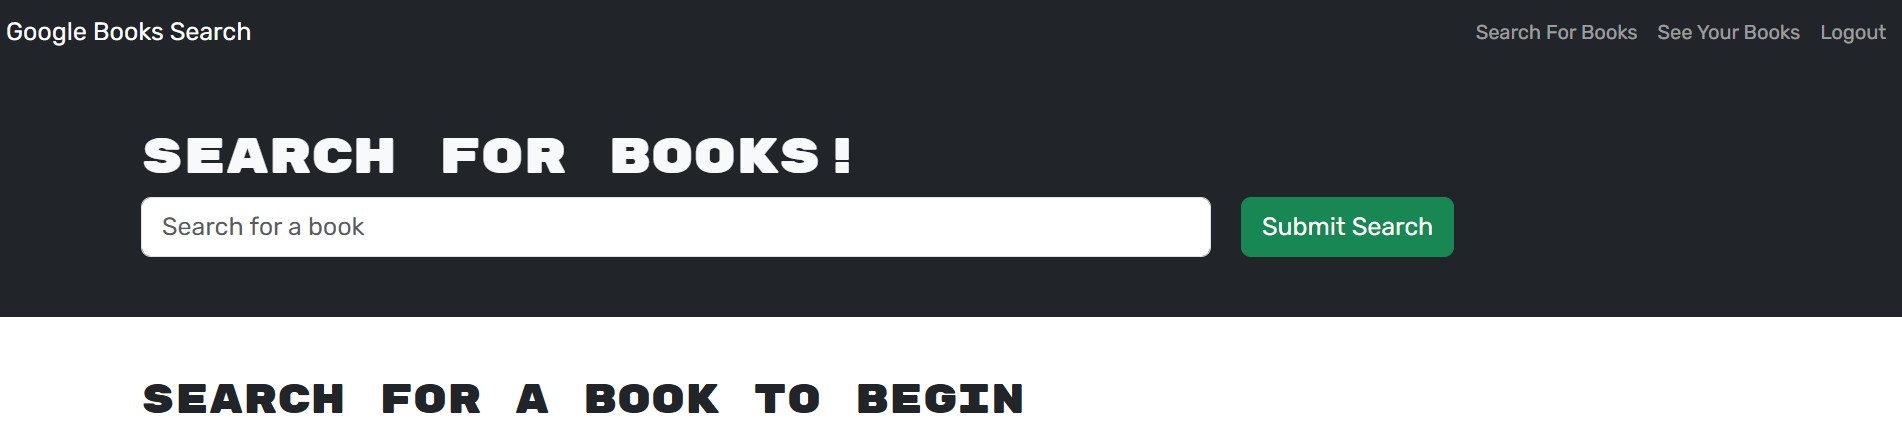 Google Books Search
Search For Books See Your Books Logout
SEARCH FOR BOOKS!
Search for a book
Submit Search
SEARCH FOR A BOOK TO BEGIN